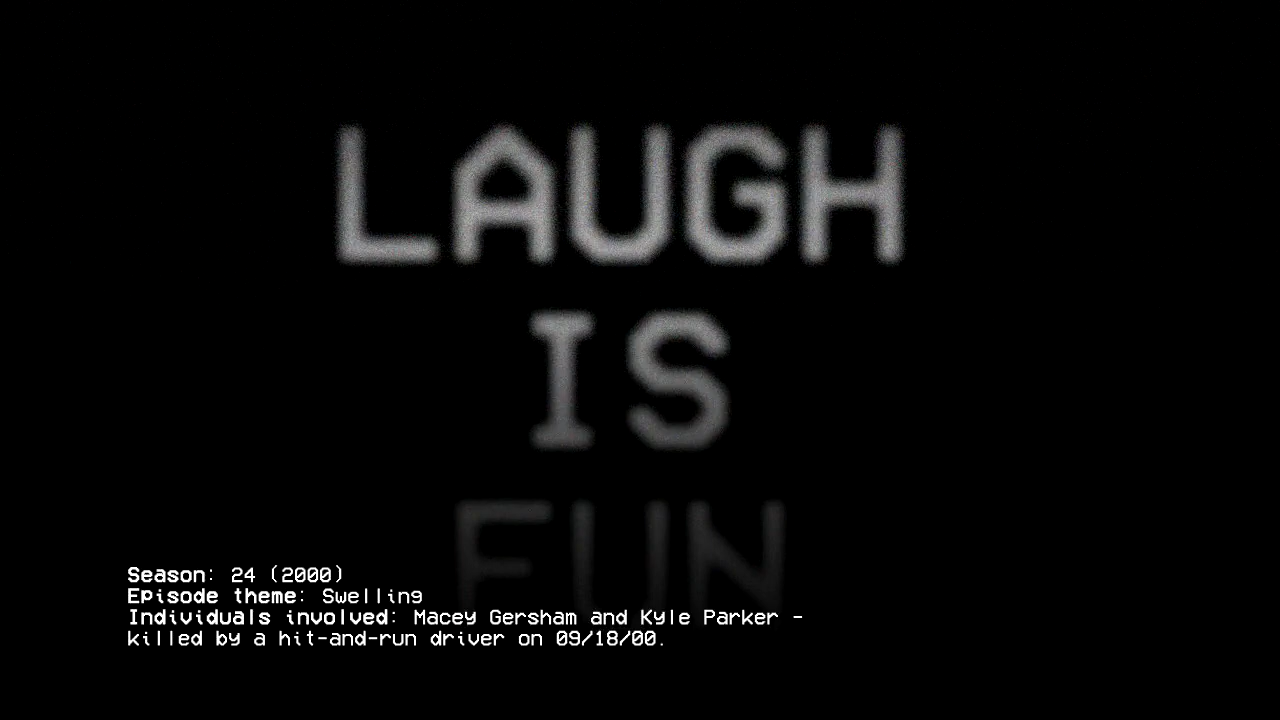 LAUGH
IS
FUN
Season: 24 (2000)
Episode theme: Swelling
Individuals involved: Macey Gersham and Kyle Parker -
killed by a hit-and-run driver on 09/18/00.